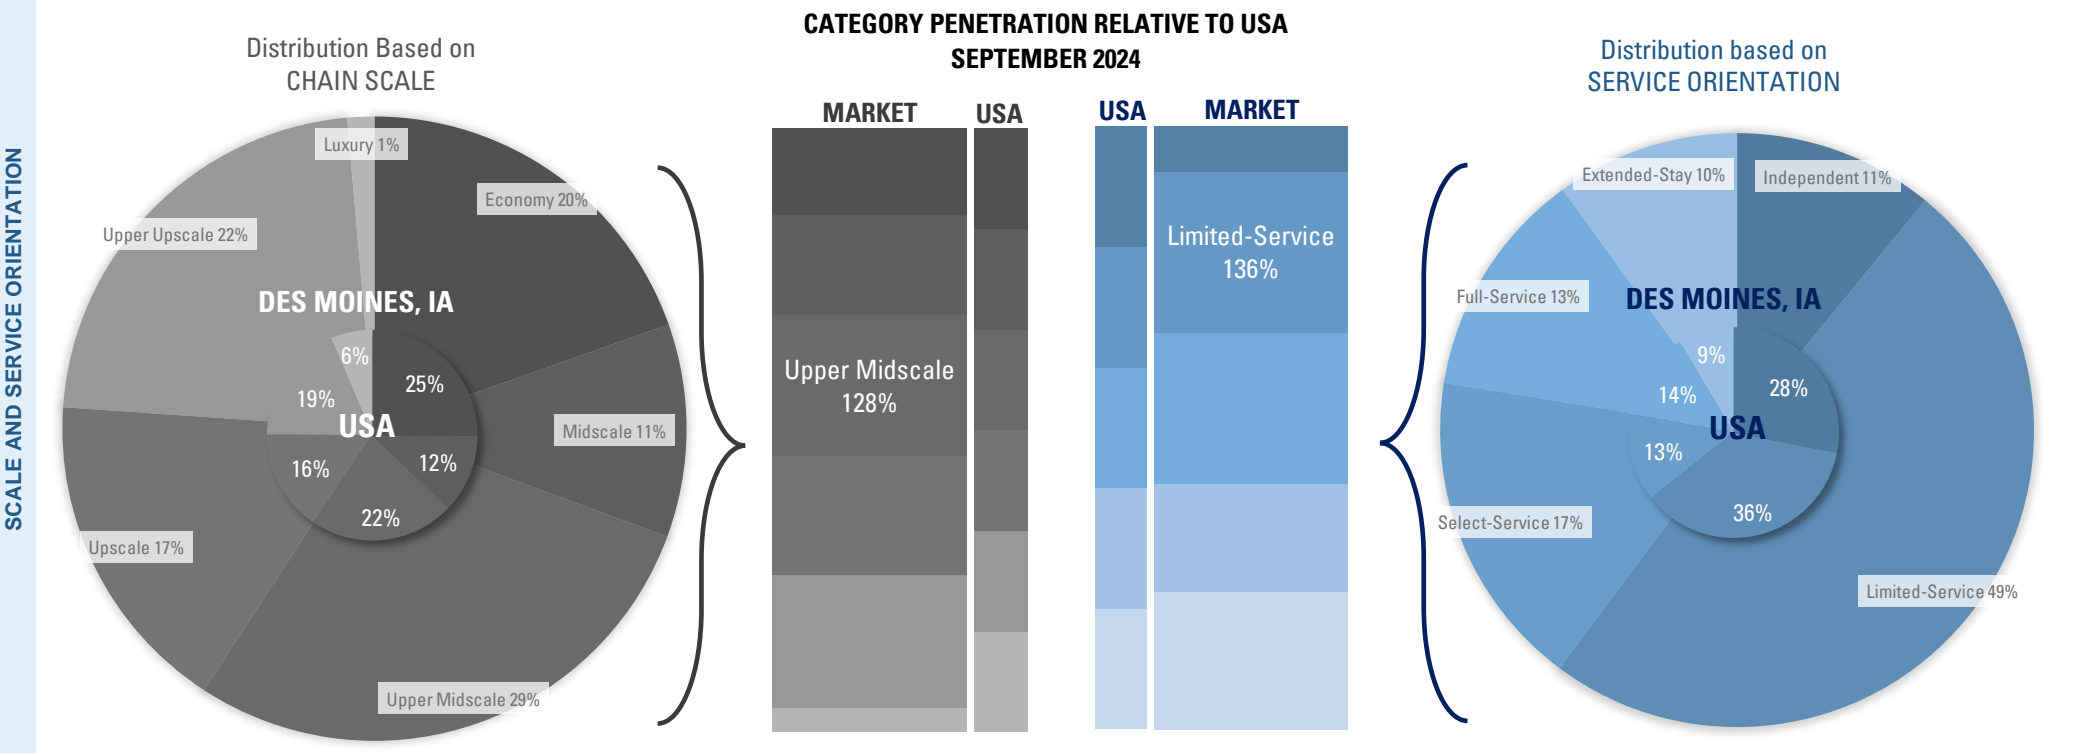 SCALE AND SERVICE ORIENTATION
Distribution Based on
CHAIN SCALE
Luxury 1%
Economy 20%
Upper Upscale 22%
DES MOINES, IA
6%
25%
19%
USA
Midscale 11%
16%
12%
22%
Upscale 17%
Upper Midscale 29%
CATEGORY PENETRATION RELATIVE TO USA
SEPTEMBER 2024
MARKET
USA
Upper Midscale
128%
USA
MARKET
Limited-Service
136%
Distribution based on
SERVICE ORIENTATION
Extended-Stay 10%
Independent 11%
Full-Service 13%
DES MOINES, IA
9%
28%
14%
USA
13%
36%
Select-Service 17%
Limited-Service 49%